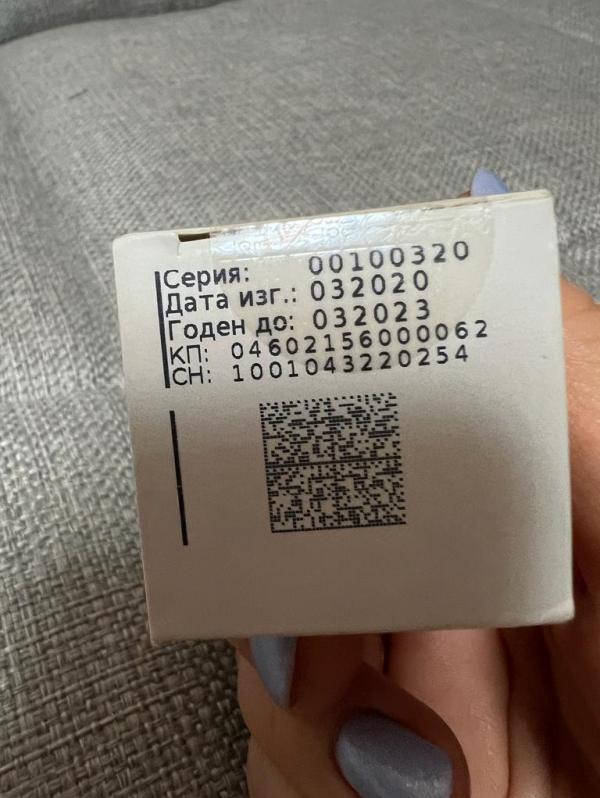 Серия: 00100320
Дата изг.: 032020
Годен до: 032023
КП: 04602156000062
СН: 1001043220254